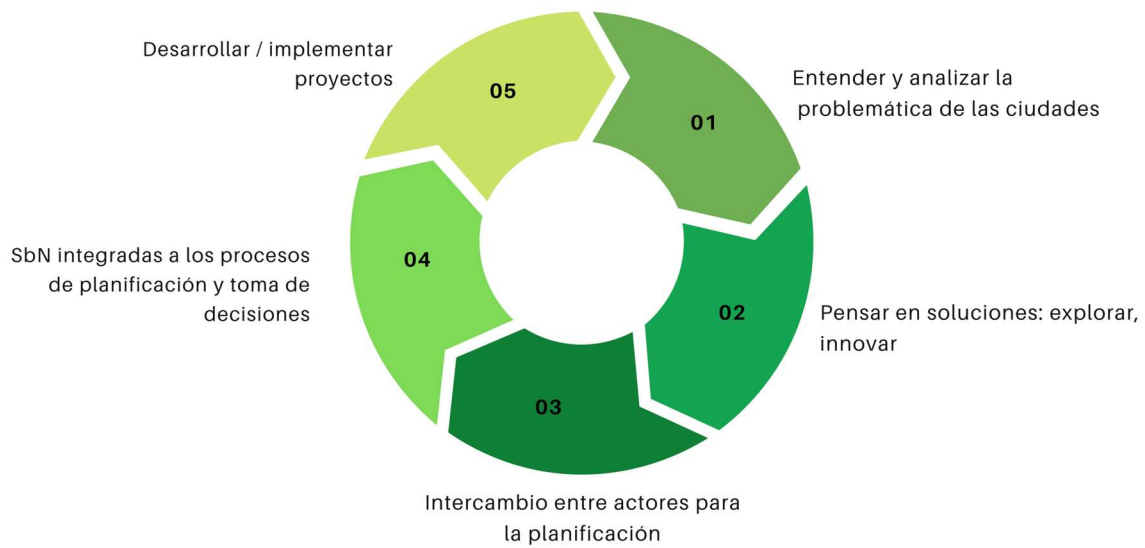 01
Entender y analizar la
problemática de las ciudades
02
Pensar en soluciones: explorar,
innovar
03
Intercambio entre actores para
la planificación
04
SbN integradas a los procesos
de planificación y toma de
decisiones
05
Desarrollar / implementar
proyectos